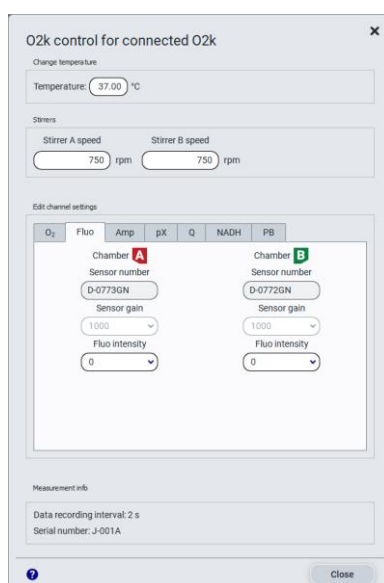 O2k control for connected O2k
Change temperature
Temperature: 37.00 °C
Stirrers
Stirrer A speed Stirrer B speed
750 rpm 750 rpm
Edit channel settings
O₂ Fluo Amp pX Q NADH PB
Chamber A Chamber B
Sensor number Sensor number
D-0773GN D-0772GN
Sensor gain Sensor gain
1000 1000
Fluo intensity Fluo intensity
0 0
Measurement info
Data recording interval: 2 s
Serial number: J-001A
? Close